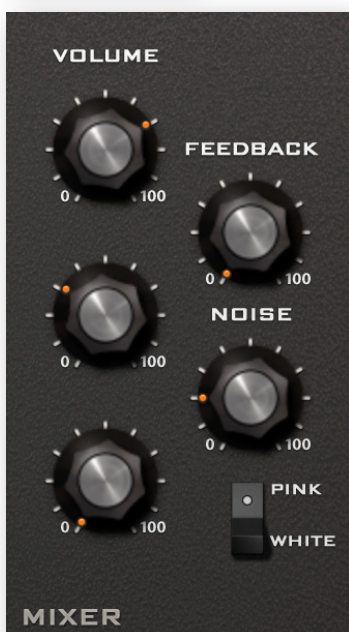 VOLUME
0 100
FEEDBACK
0 100
0 100
NOISE
0 100
0 100
PINK
WHITE
MIXER